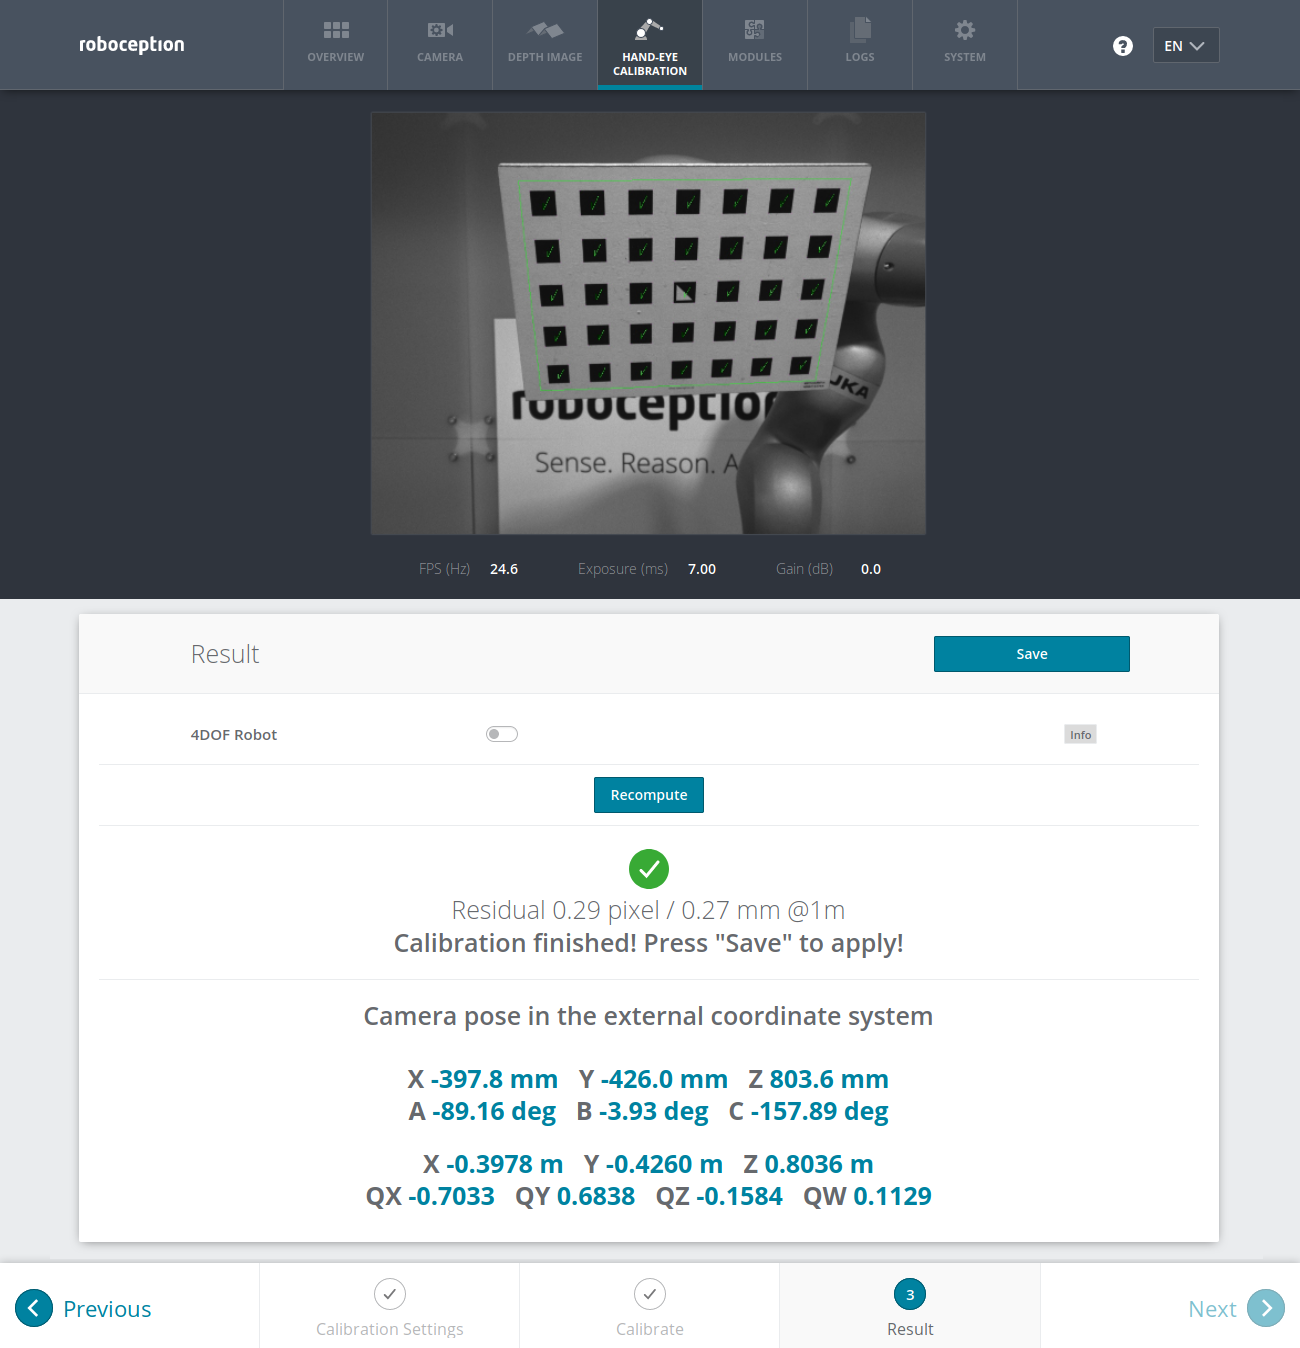 roboception
OVERVIEW
CAMERA
DEPTH IMAGE
HAND-EYE
CALIBRATION
MODULES
LOGS
SYSTEM
?
EN
KUKA
roboception
Sense. Reason. A
FPS (Hz) 24.6 Exposure (ms) 7.00 Gain (dB) 0.0
Result
Save
4DOF Robot
Info
Recompute
Residual 0.29 pixel / 0.27 mm @1m
Calibration finished! Press "Save" to apply!
Camera pose in the external coordinate system
X -397.8 mm Y -426.0 mm Z 803.6 mm
A -89.16 deg B -3.93 deg C -157.89 deg
X -0.3978 m Y -0.4260 m Z 0.8036 m
QX -0.7033 QY 0.6838 QZ -0.1584 QW 0.1129
Previous
Calibration Settings
Calibrate
3
Result
Next